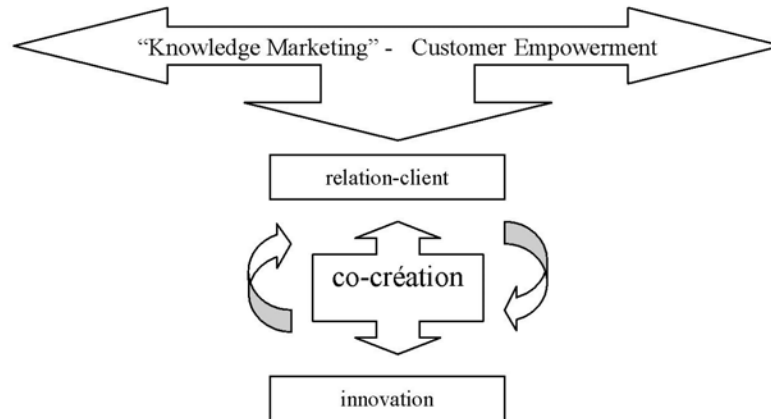 “Knowledge Marketing” - Customer Empowerment
relation-client
co-création
innovation